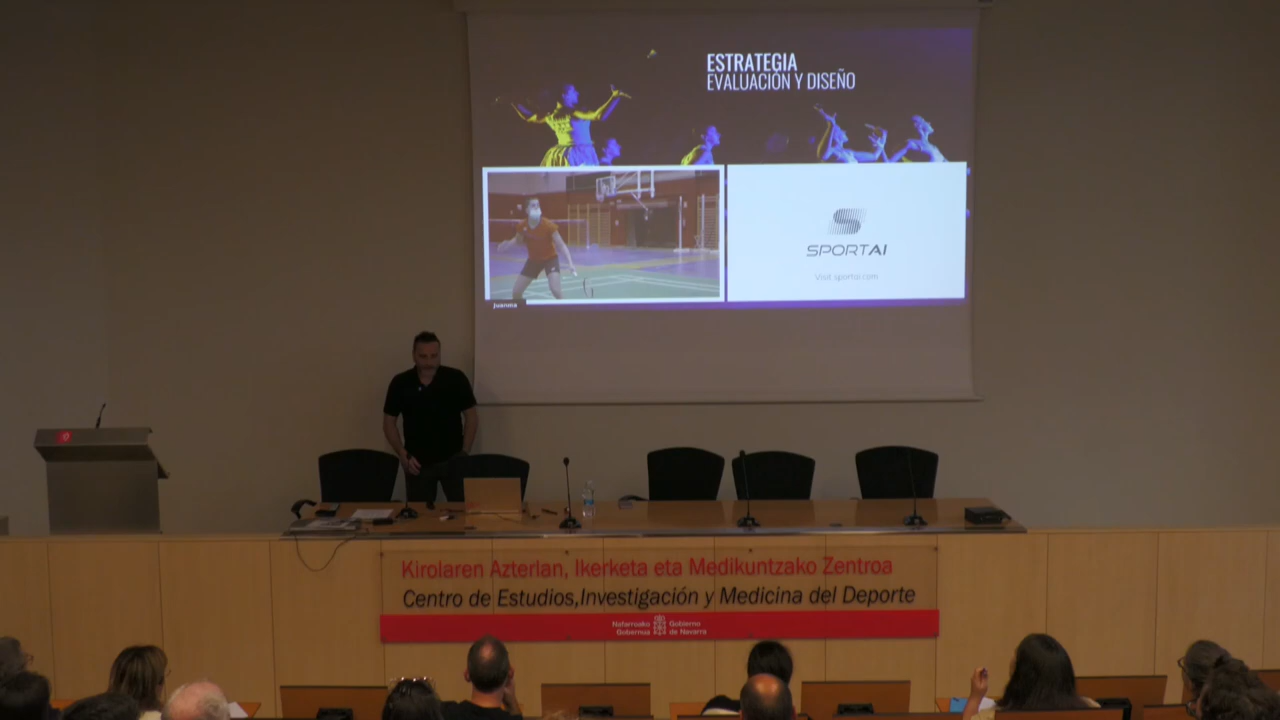 ESTRATEGIA
EVALUACIÓN Y DISEÑO
SPORTAI
Visit sportai.com
Juanma
Kirolaren Azterlan, Ikerketa eta Medikuntzako Zentroa
Centro de Estudios,Investigación y Medicina del Deporte
Nafarroako Gobernua
Gobierno de Navarra